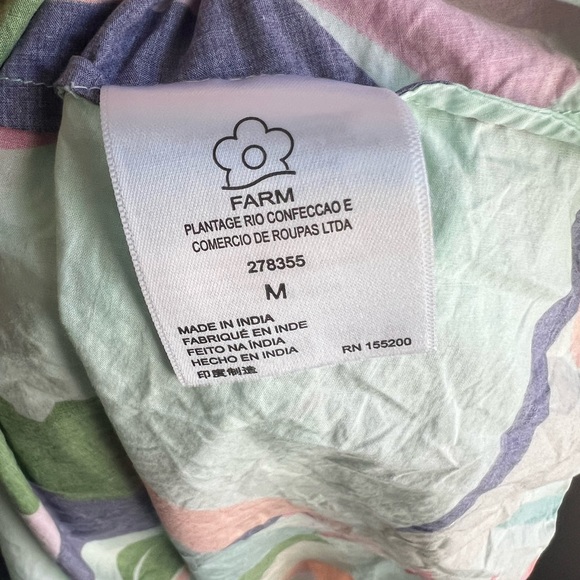 FARM
PLANTAGE RIO CONFECCAO E
COMERCIO DE ROUPAS LTDA
278355
M
MADE IN INDIA
FABRIQUÉ EN INDE
FEITO NA ÍNDIA
HECHO EN INDIA
印度制造
RN 155200